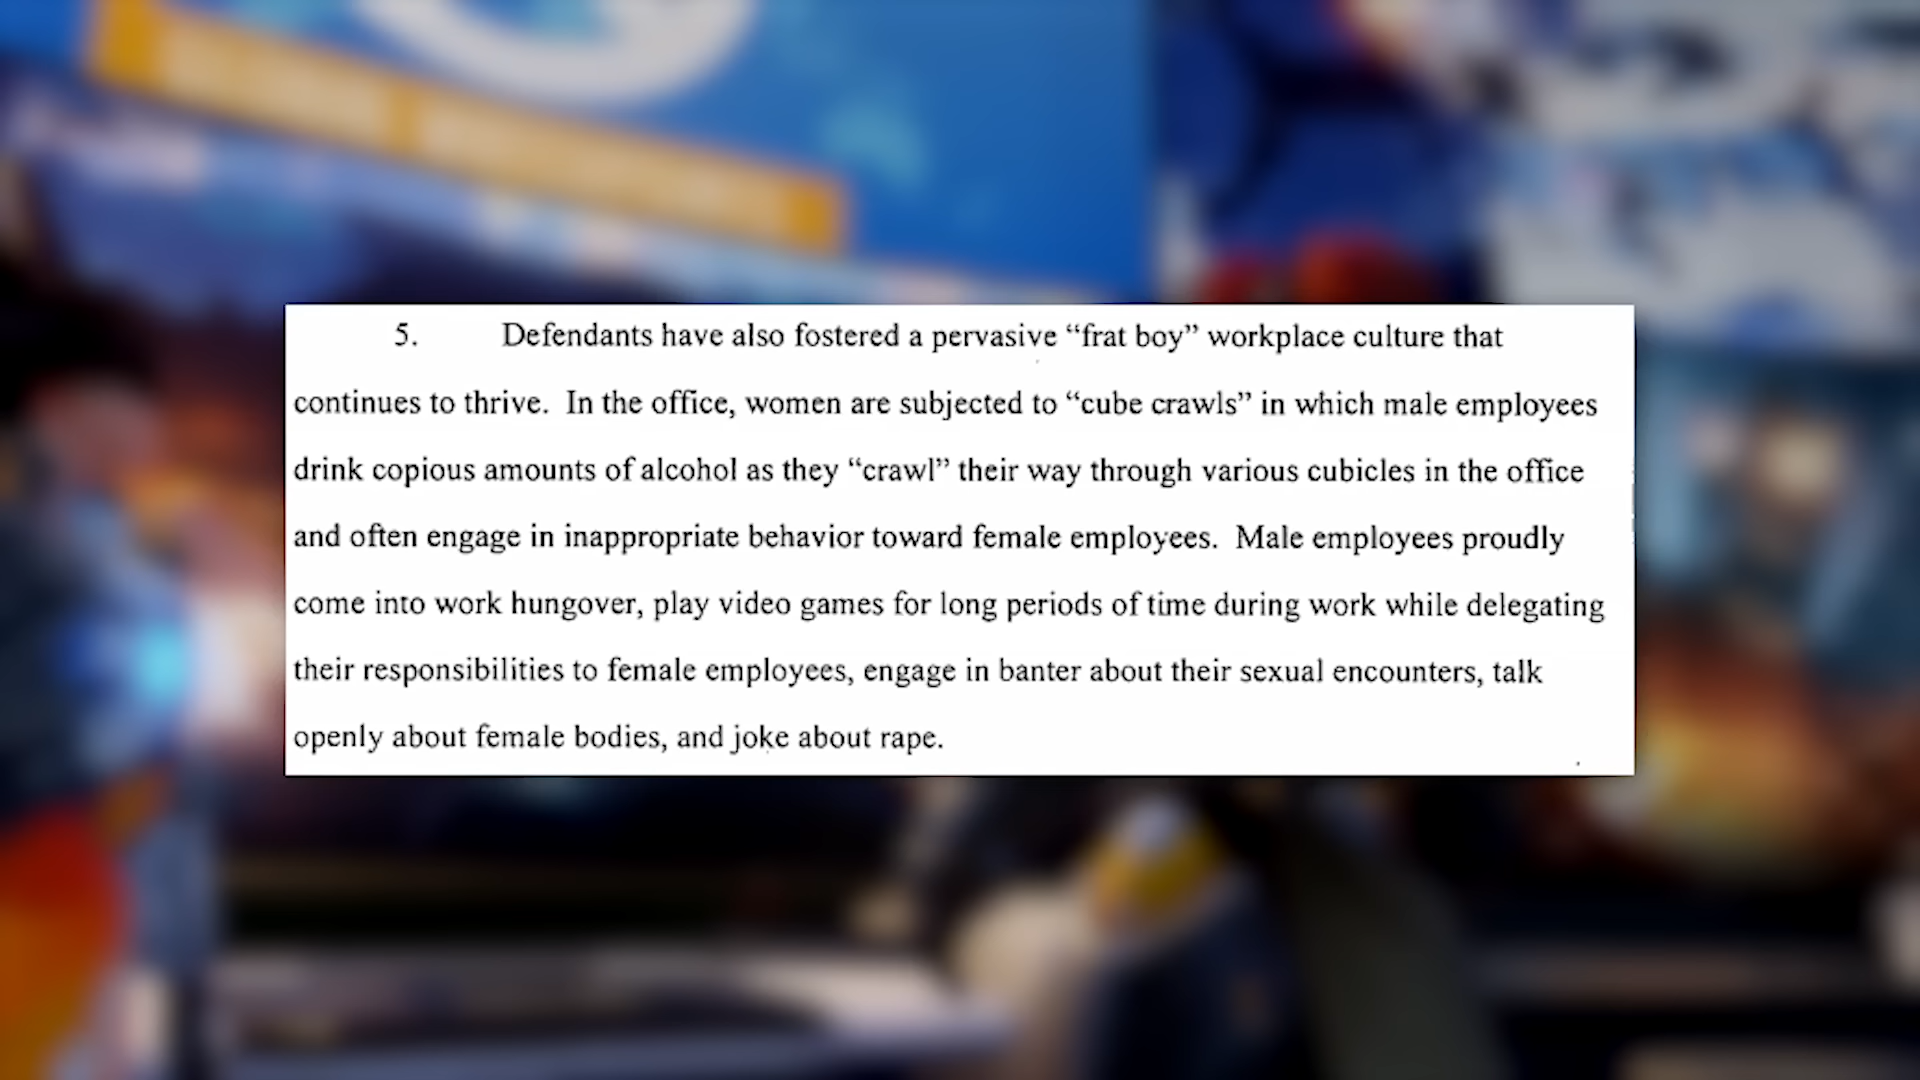 5. Defendants have also fostered a pervasive “frat boy” workplace culture that
continues to thrive. In the office, women are subjected to “cube crawls” in which male employees
drink copious amounts of alcohol as they “crawl” their way through various cubicles in the office
and often engage in inappropriate behavior toward female employees. Male employees proudly
come into work hungover, play video games for long periods of time during work while delegating
their responsibilities to female employees, engage in banter about their sexual encounters, talk
openly about female bodies, and joke about rape.